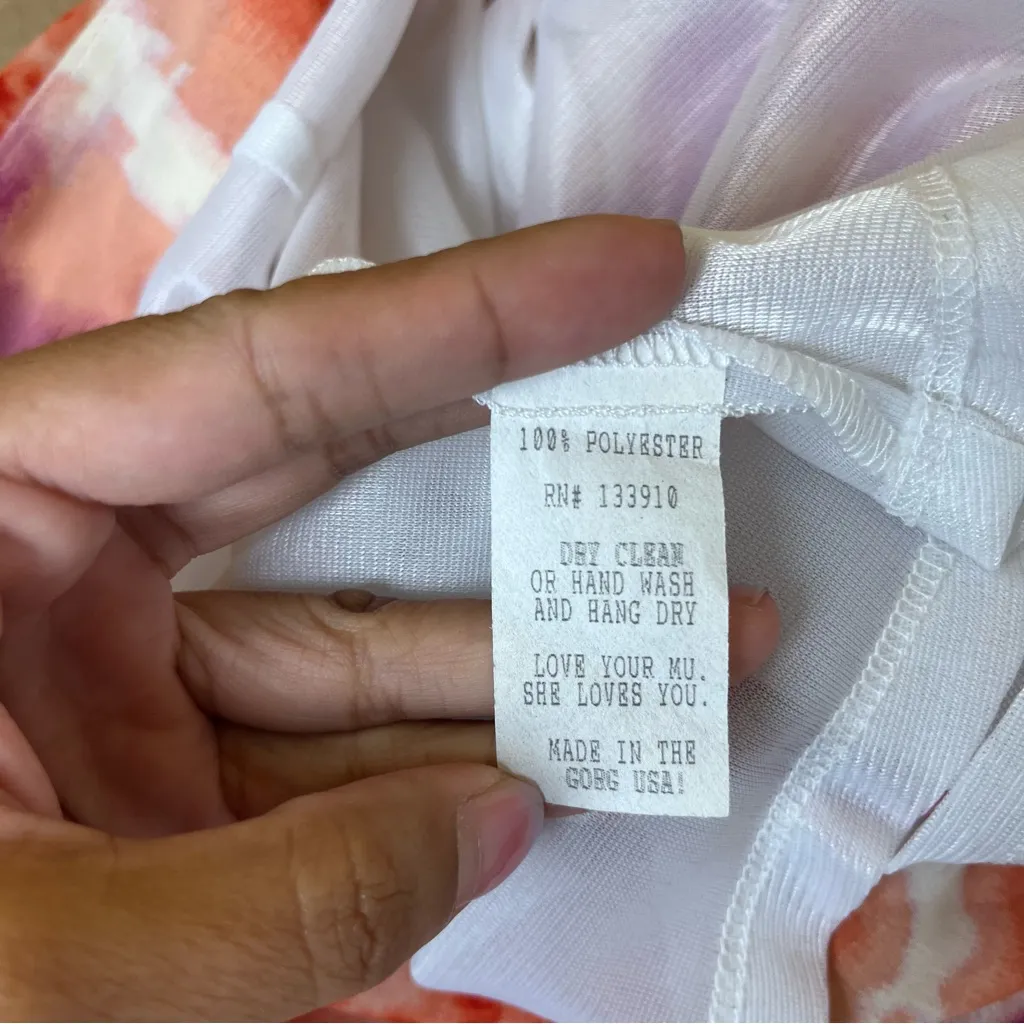 100% POLYESTER
RN# 133910
DRY CLEAN
OR HAND WASH
AND HANG DRY
LOVE YOUR MU.
SHE LOVES YOU.
MADE IN THE
GORG USA!